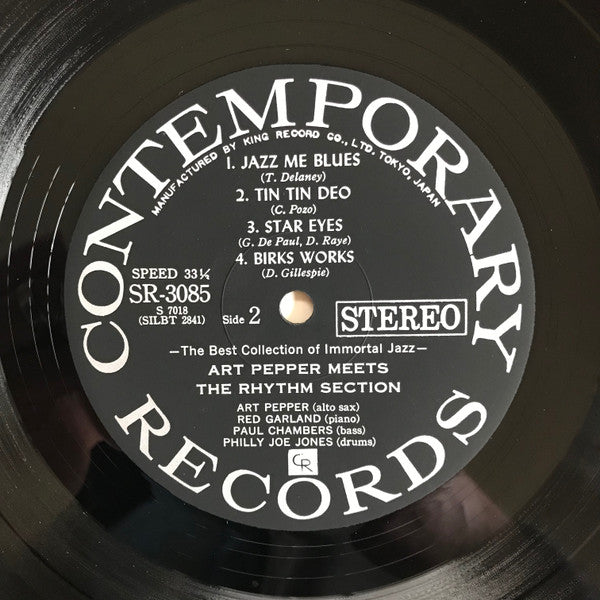 CONTEMPORARY
MANUFACTURED BY KING RECORD CO., LTD. TOKYO, JAPAN
1. JAZZ ME BLUES
(T. Delaney)
2. TIN TIN DEO
(C. Pozo)
3. STAR EYES
(G. De Paul, D. Raye)
4. BIRKS WORKS
(D. Gillespie)
SPEED 33⅓
SR-3085
S 7018
(SILBT 2841)
Side 2
STEREO
—The Best Collection of Immortal Jazz—
ART PEPPER MEETS
THE RHYTHM SECTION
ART PEPPER (alto sax)
RED GARLAND (piano)
PAUL CHAMBERS (bass)
PHILLY JOE JONES (drums)
CR
RECORDS